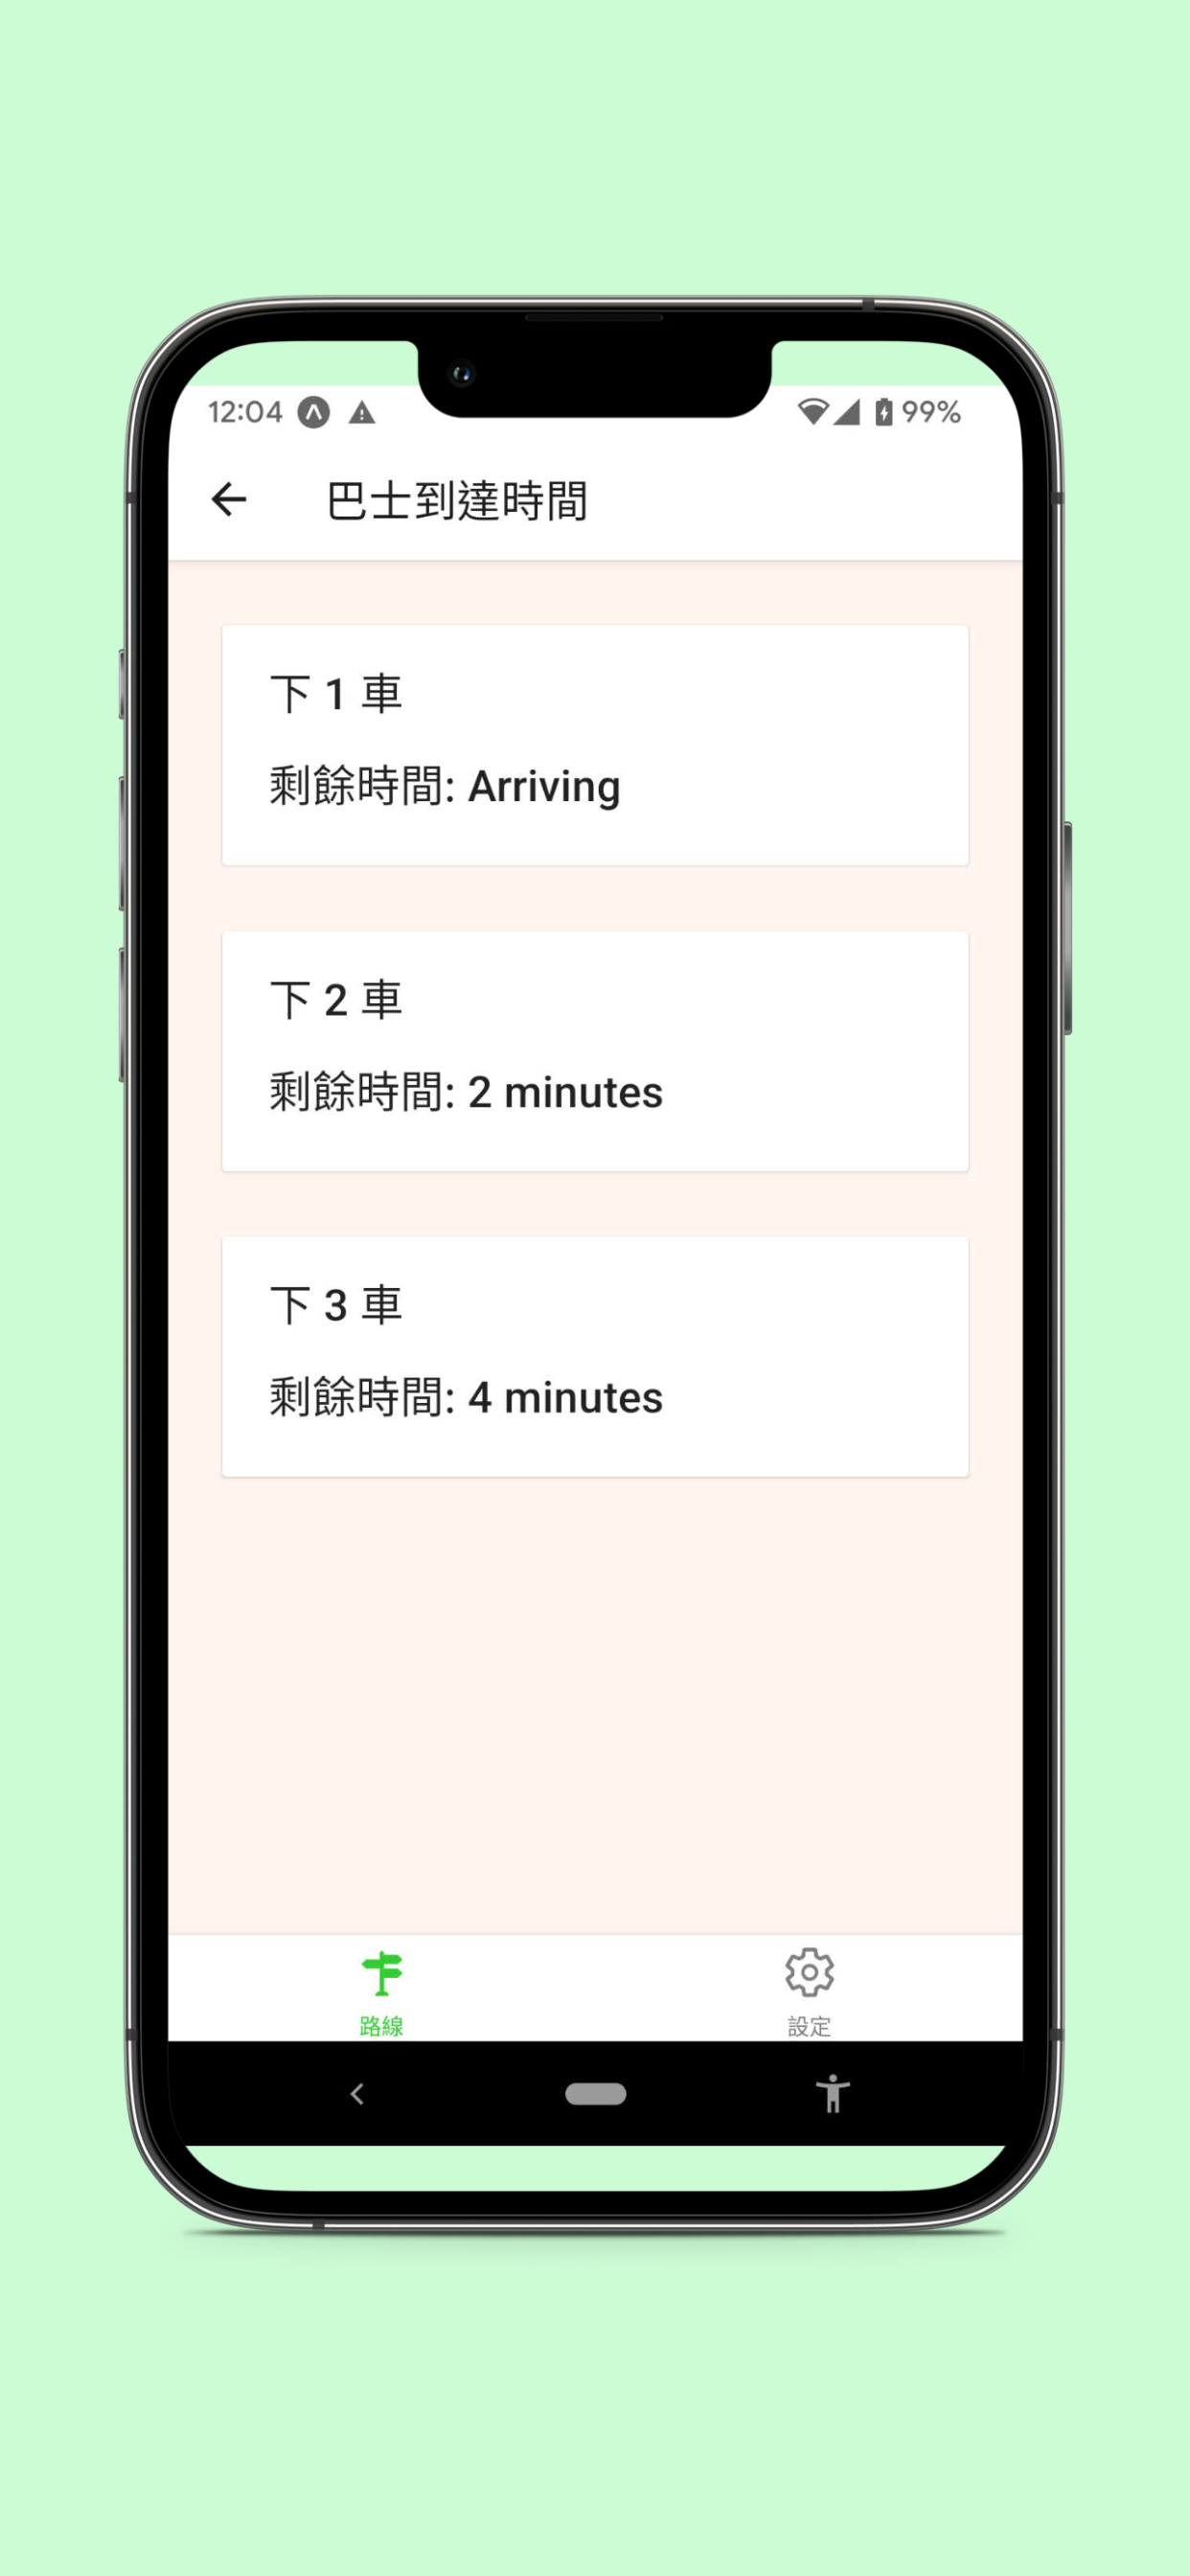 12:04
99%
巴士到達時間
下 1 車
剩餘時間: Arriving
下 2 車
剩餘時間: 2 minutes
下 3 車
剩餘時間: 4 minutes
路線
設定